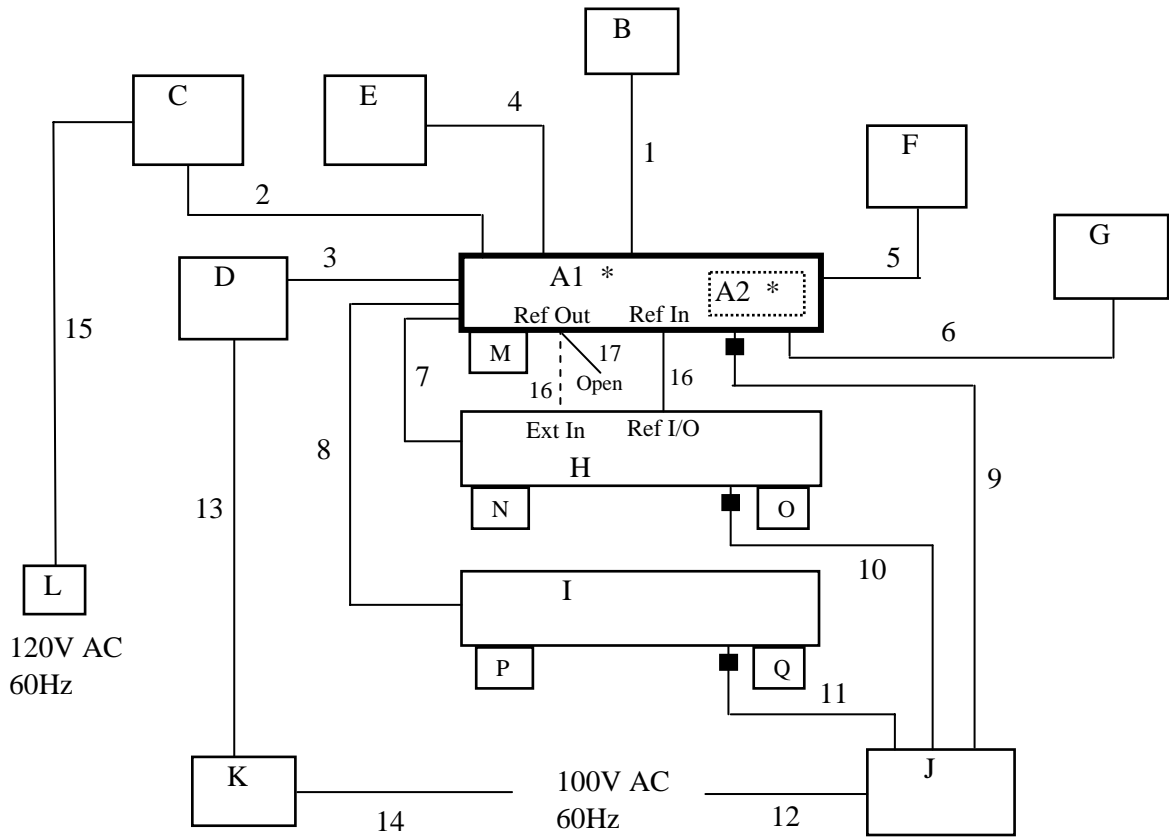 B
C
E
4
1
F
2
G
D
3
A1 *
A2 *
5
Ref Out
Ref In
15
6
M
17
7
16
Open
16
Ext In
Ref I/O
8
H
9
13
N
O
10
I
L
120V AC
60Hz
P
Q
11
K
100V AC
60Hz
J
14
12